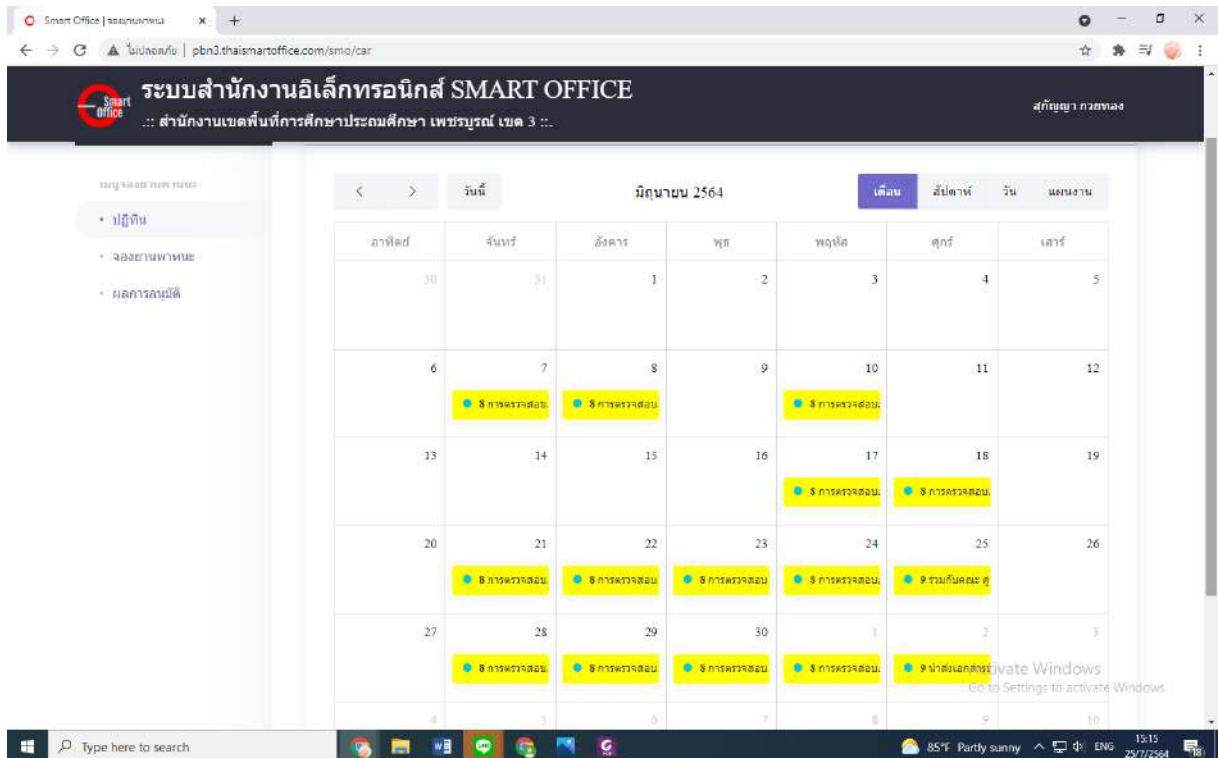 Smart Office |
ไม่ปลอดภัย | pbn3.thaismartoffice.com/smo/car
Smart Office
ระบบสำนักงานอิเล็กทรอนิกส์ SMART OFFICE
.:: สำนักงานเขตพื้นที่การศึกษาประถมศึกษา เพชรบูรณ์ เขต 3 ::.
สุกัญญา กวยทอง
เมนูจองยานพาหนะ
• ปฏิทิน
• จองยานพาหนะ
• ผลการอนุมัติ
< > วันนี้ มิถุนายน 2564 เดือน สัปดาห์ วัน แผนงาน
อาทิตย์ จันทร์ อังคาร พุธ พฤหัส ศุกร์ เสาร์
30 31 1 2 3 4 5
6 7 8 9 10 11 12
8 การตรวจสอบ 8 การตรวจสอบ 8 การตรวจสอบ
13 14 15 16 17 18 19
8 การตรวจสอบ 8 การตรวจสอบ
20 21 22 23 24 25 26
8 การตรวจสอบ 8 การตรวจสอบ 8 การตรวจสอบ 8 การตรวจสอบ 9 ร่วมกับคณะ
27 28 29 30 1 2 3
8 การตรวจสอบ 8 การตรวจสอบ 8 การตรวจสอบ 8 การตรวจสอบ 9 นำส่งเอกสาร
Activate Windows
Go to Settings to activate Windows.
4 5 6 7 8 9 10
Type here to search
85°F Partly sunny ENG 15:15
25/7/2564